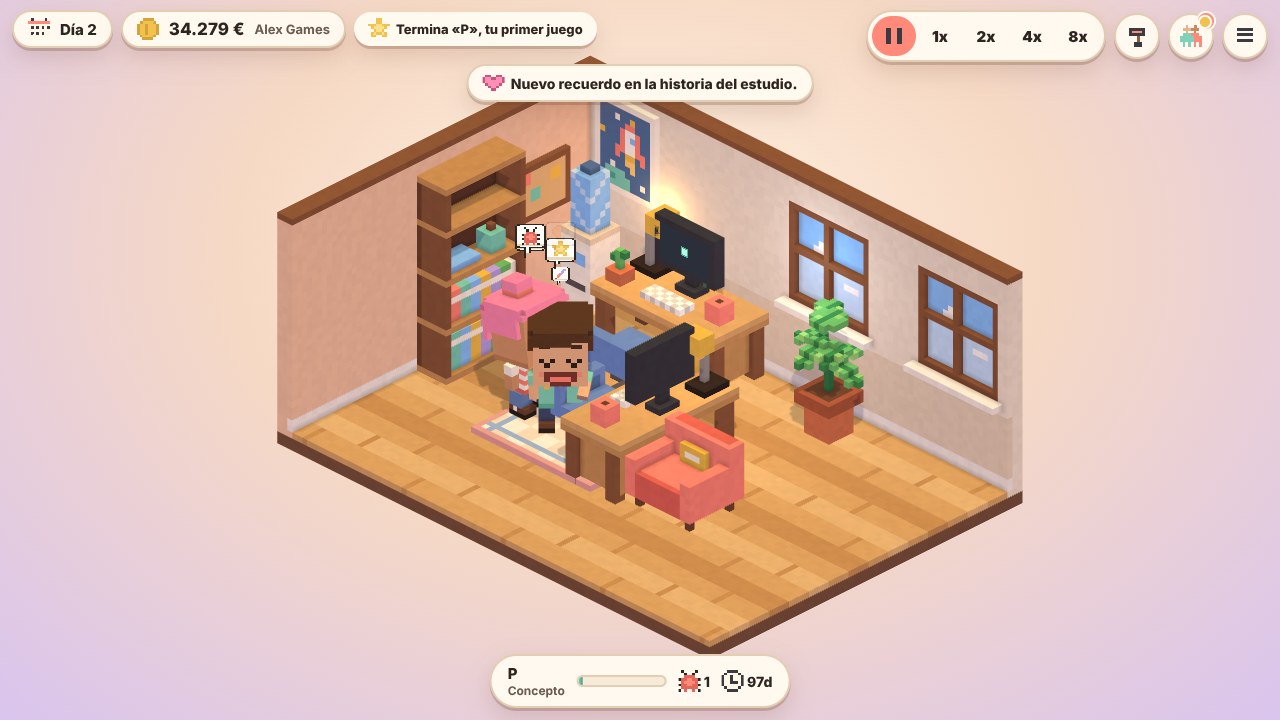 Día 2
34.279 € Alex Games
Termina «P», tu primer juego
1x 2x 4x 8x
Nuevo recuerdo en la historia del estudio.
P
Concepto
1
97d